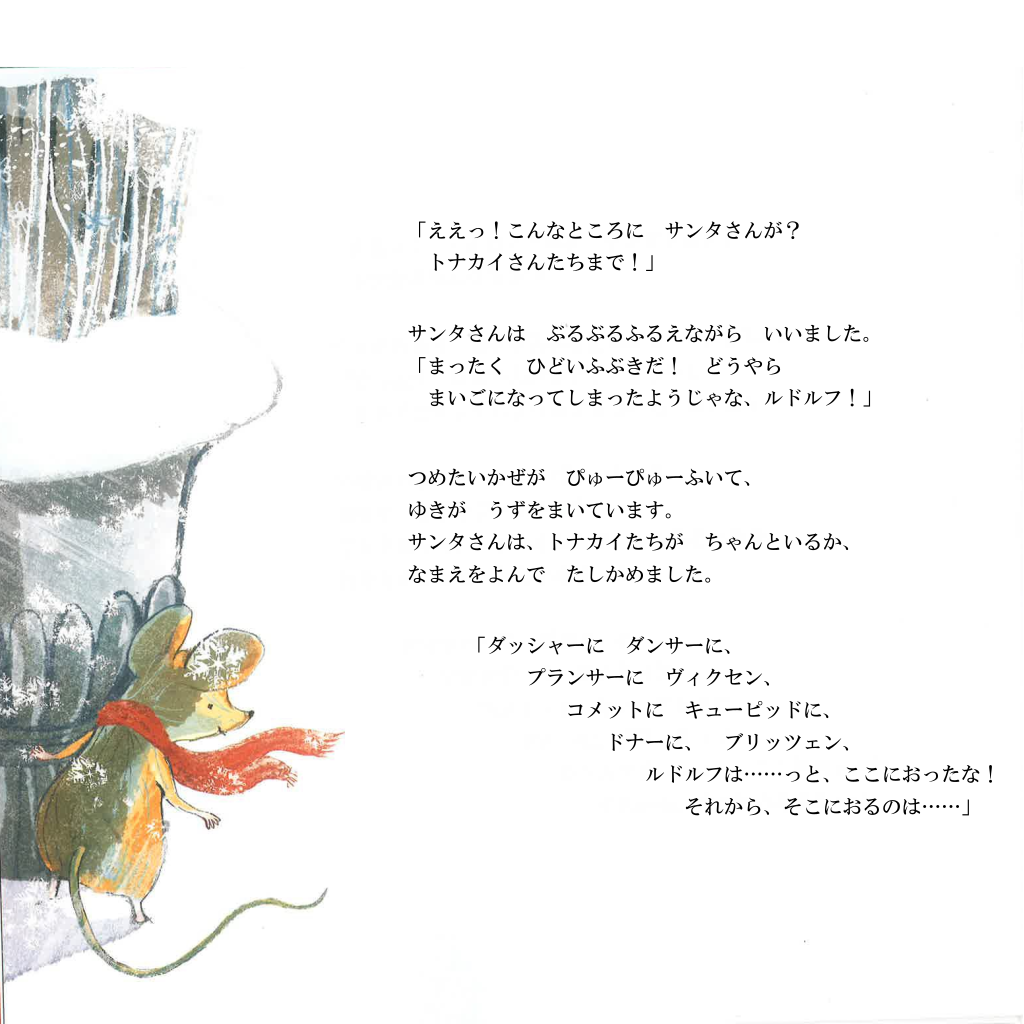 「ええっ！こんなところに　サンタさんが？
　トナカイさんたちまで！」
サンタさんは　ぶるぶるふるえながら　いいました。
「まったく　ひどいふぶきだ！　どうやら
　まいごになってしまったようじゃな、ルドルフ！」
つめたいかぜが　ぴゅーぴゅーふいて、
ゆきが　うずをまいています。
サンタさんは、トナカイたちが　ちゃんといるか、
なまえをよんで　たしかめました。
「ダッシャーに　ダンサーに、
プランサーに　ヴィクセン、
コメットに　キューピッドに、
ドナーに、　ブリッツェン、
ルドルフは……っと、ここにおったな！
それから、そこにおるのは……」